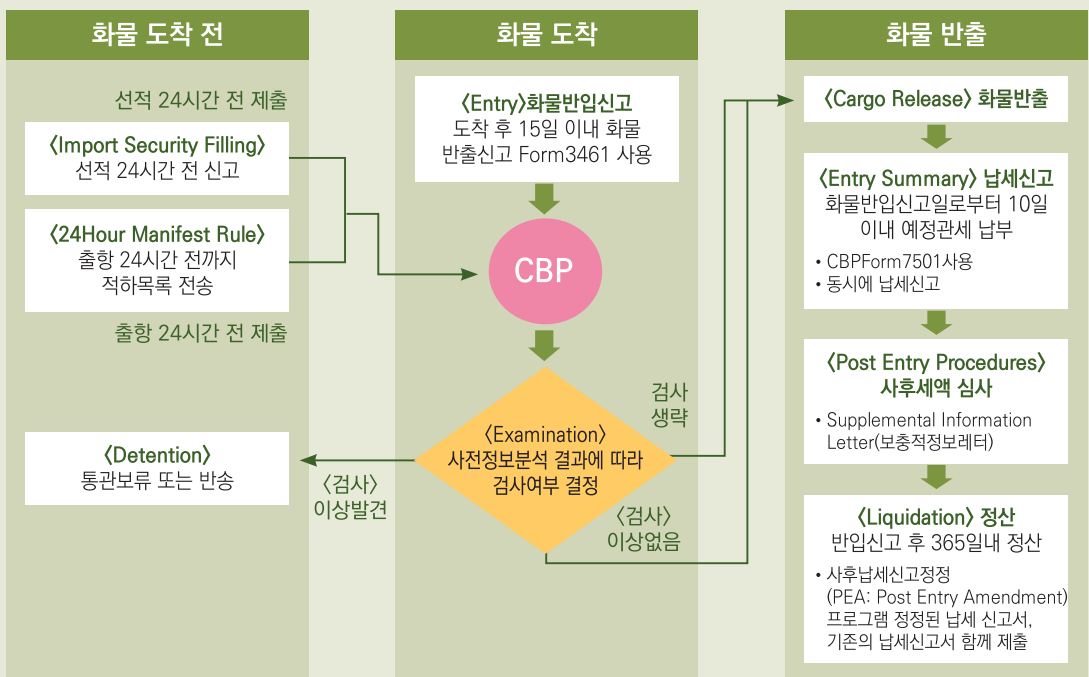 화물 도착 전
선적 24시간 전 제출
〈Import Security Filling〉
선적 24시간 전 신고
〈24Hour Manifest Rule〉
출항 24시간 전까지
적하목록 전송
출항 24시간 전 제출
〈Detention〉
통관보류 또는 반송
화물 도착
〈Entry〉화물반입신고
도착 후 15일 이내 화물
반출신고 Form3461 사용
CBP
〈Examination〉
사전정보분석 결과에 따라
검사여부 결정
검사
생략
〈검사〉
이상발견
〈검사〉
이상없음
화물 반출
〈Cargo Release〉 화물반출
〈Entry Summary〉 납세신고
화물반입신고일로부터 10일
이내 예정관세 납부
• CBPForm7501사용
• 동시에 납세신고
〈Post Entry Procedures〉
사후세액 심사
• Supplemental Information
Letter(보충적정보레터)
〈Liquidation〉 정산
반입신고 후 365일내 정산
• 사후납세신고정정
(PEA: Post Entry Amendment)
프로그램 정정된 납세 신고서,
기존의 납세신고서 함께 제출